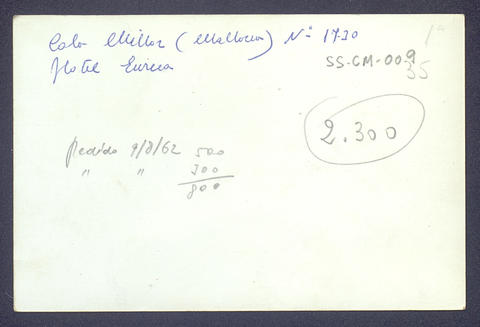 Cala Millor (Mallorca) Nº 1730
1ª
Hotel Eureca
SS-CM-009
35
2.300
Pedido 9/8/62 500
" " 300
800